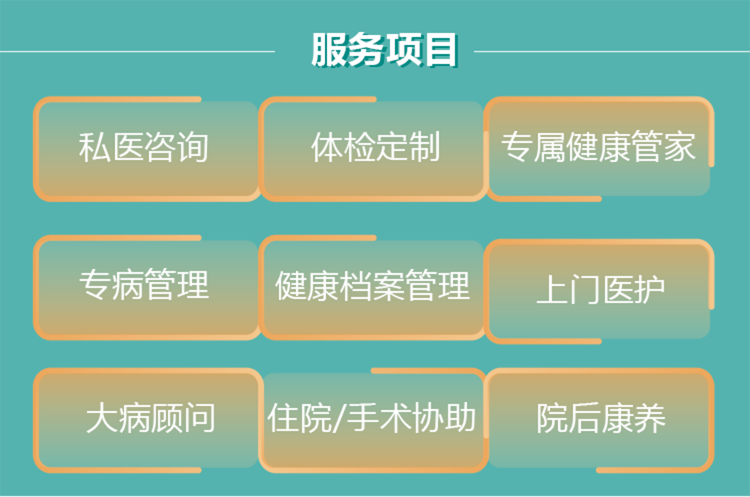 服务项目
私医咨询
体检定制
专属健康管家
专病管理
健康档案管理
上门医护
大病顾问
住院/手术协助
院后康养